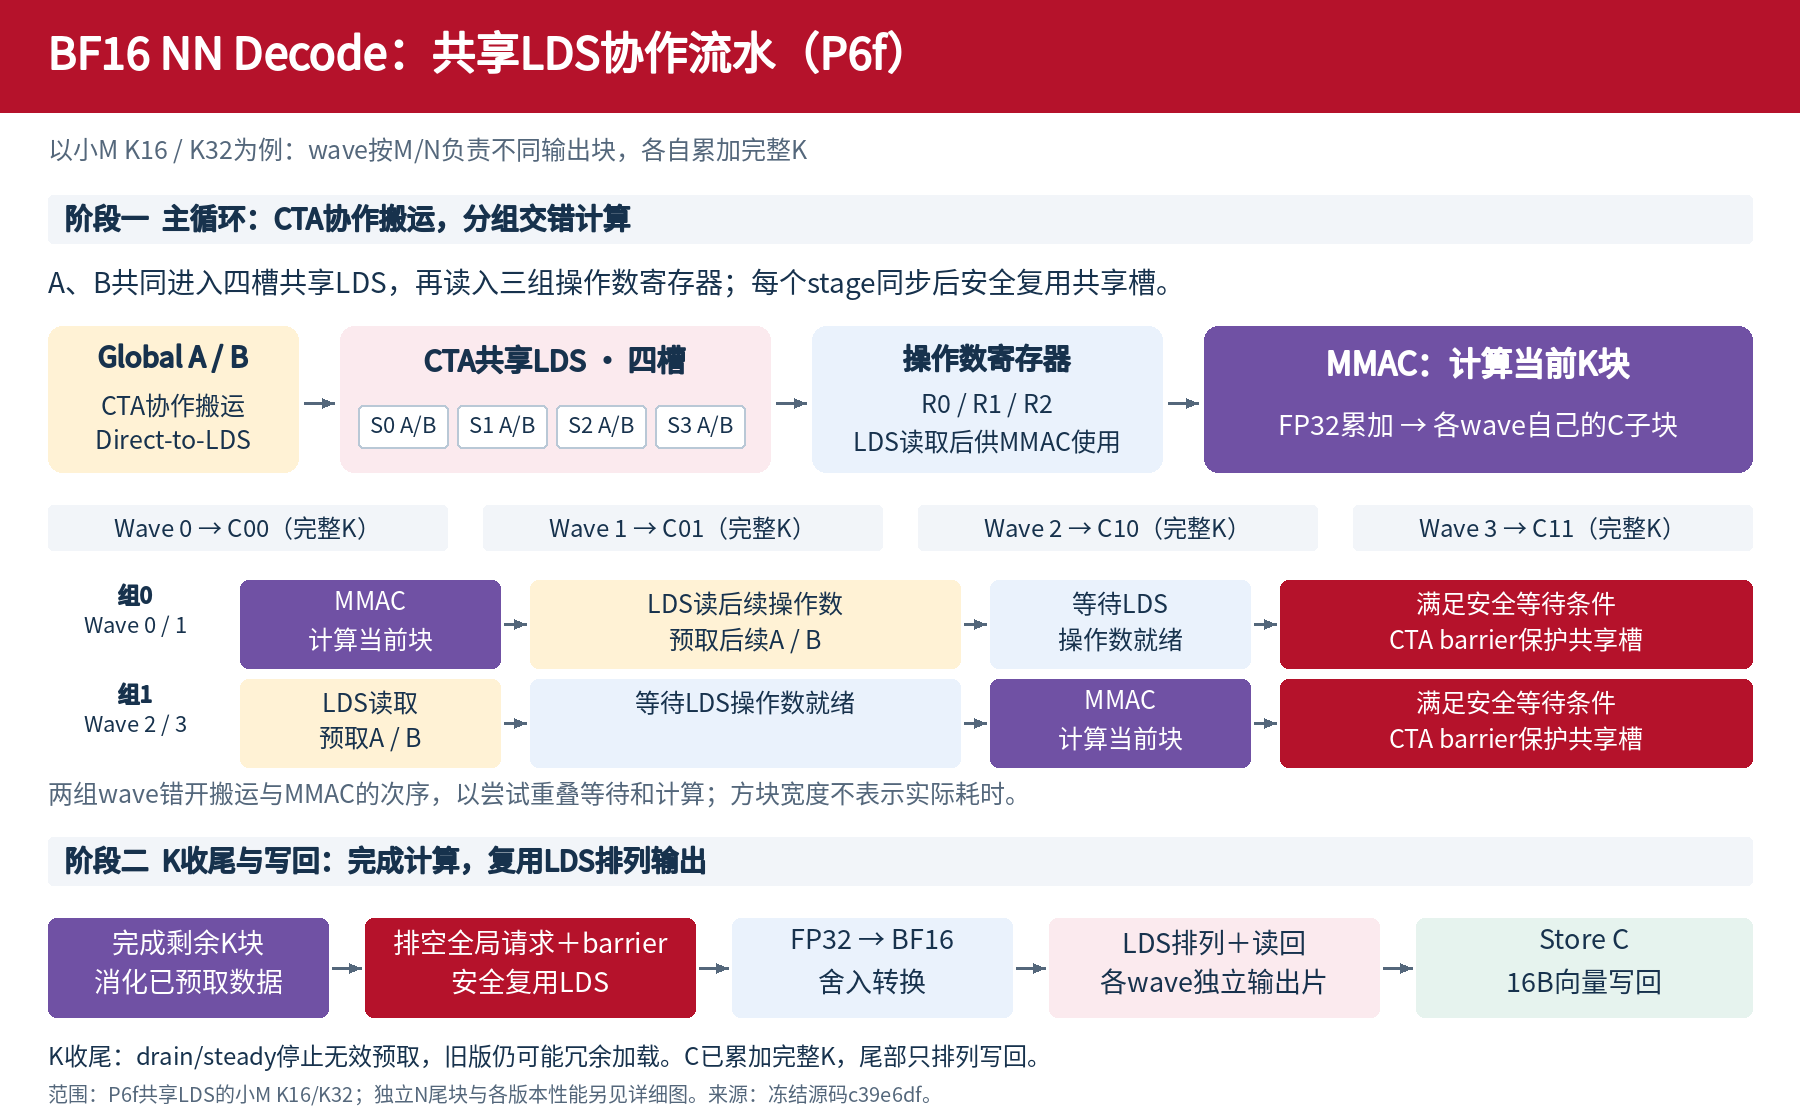 BF16 NN Decode：共享LDS协作流水（P6f）
以小M K16 / K32为例：wave按M/N负责不同输出块，各自累加完整K
阶段一 主循环：CTA协作搬运，分组交错计算
A、B共同进入四槽共享LDS，再读入三组操作数寄存器；每个stage同步后安全复用共享槽。
Global A / B
CTA协作搬运
Direct-to-LDS
CTA共享LDS · 四槽
S0 A/B
S1 A/B
S2 A/B
S3 A/B
操作数寄存器
R0 / R1 / R2
LDS读取后供MMAC使用
MMAC：计算当前K块
FP32累加 → 各wave自己的C子块
Wave 0 → C00（完整K）
Wave 1 → C01（完整K）
Wave 2 → C10（完整K）
Wave 3 → C11（完整K）
组0
Wave 0 / 1
MMAC
计算当前块
LDS读后续操作数
预取后续A / B
等待LDS
操作数就绪
满足安全等待条件
CTA barrier保护共享槽
组1
Wave 2 / 3
LDS读取
预取A / B
等待LDS操作数就绪
MMAC
计算当前块
满足安全等待条件
CTA barrier保护共享槽
两组wave错开搬运与MMAC的次序，以尝试重叠等待和计算；方块宽度不表示实际耗时。
阶段二 K收尾与写回：完成计算，复用LDS排列输出
完成剩余K块
消化已预取数据
排空全局请求＋barrier
安全复用LDS
FP32 → BF16
舍入转换
LDS排列＋读回
各wave独立输出片
Store C
16B向量写回
K收尾：drain/steady停止无效预取，旧版仍可能冗余加载。C已累加完整K，尾部只排列写回。
范围：P6f共享LDS的小M K16/K32；独立N尾块与各版本性能另见详细图。来源：冻结源码c39e6df。